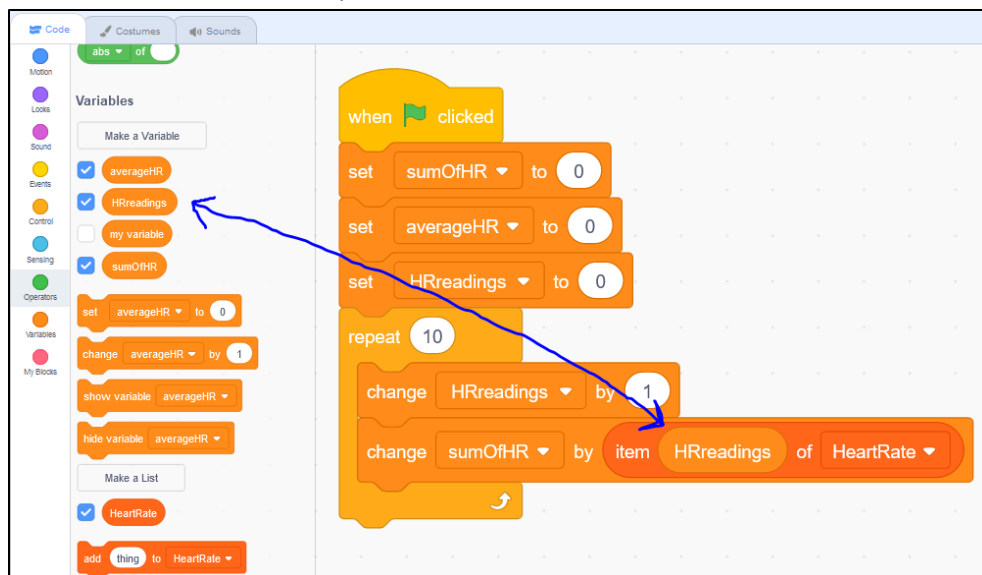 Code
Costumes
Sounds
Motion
Looks
Sound
Events
Control
Sensing
Operators
Variables
My Blocks
abs of
Variables
Make a Variable
averageHR
HRreadings
my variable
sumOfHR
set averageHR to 0
change averageHR by 1
show variable averageHR
hide variable averageHR
Make a List
HeartRate
add thing to HeartRate
when clicked
set sumOfHR to 0
set averageHR to 0
set HRreadings to 0
repeat 10
change HRreadings by 1
change sumOfHR by item HRreadings of HeartRate